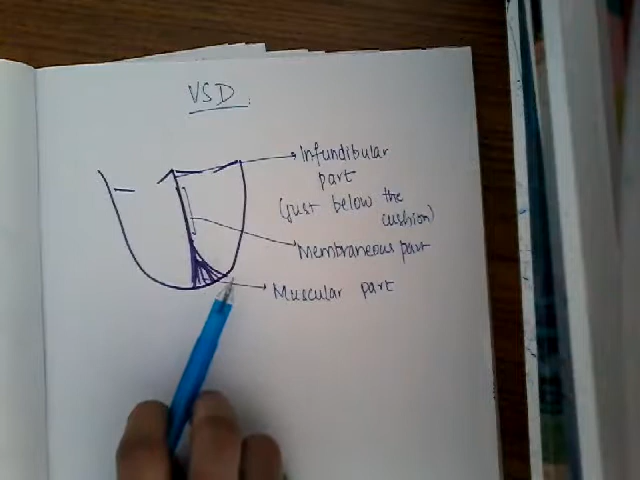 VSD
Infundibular
part
(just below the
cushion)
Membraneous part
Muscular part